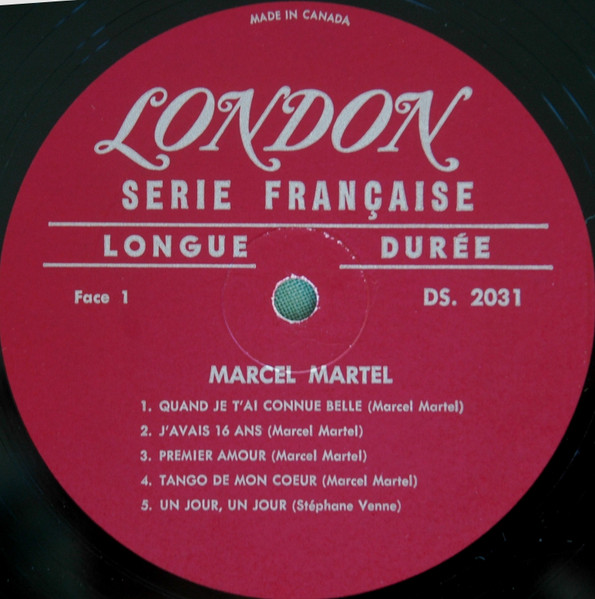 MADE IN CANADA
LONDON
SERIE FRANÇAISE
LONGUE DURÉE
Face 1 DS. 2031
MARCEL MARTEL
1. QUAND JE T'AI CONNUE BELLE (Marcel Martel)
2. J'AVAIS 16 ANS (Marcel Martel)
3. PREMIER AMOUR (Marcel Martel)
4. TANGO DE MON COEUR (Marcel Martel)
5. UN JOUR, UN JOUR (Stéphane Venne)